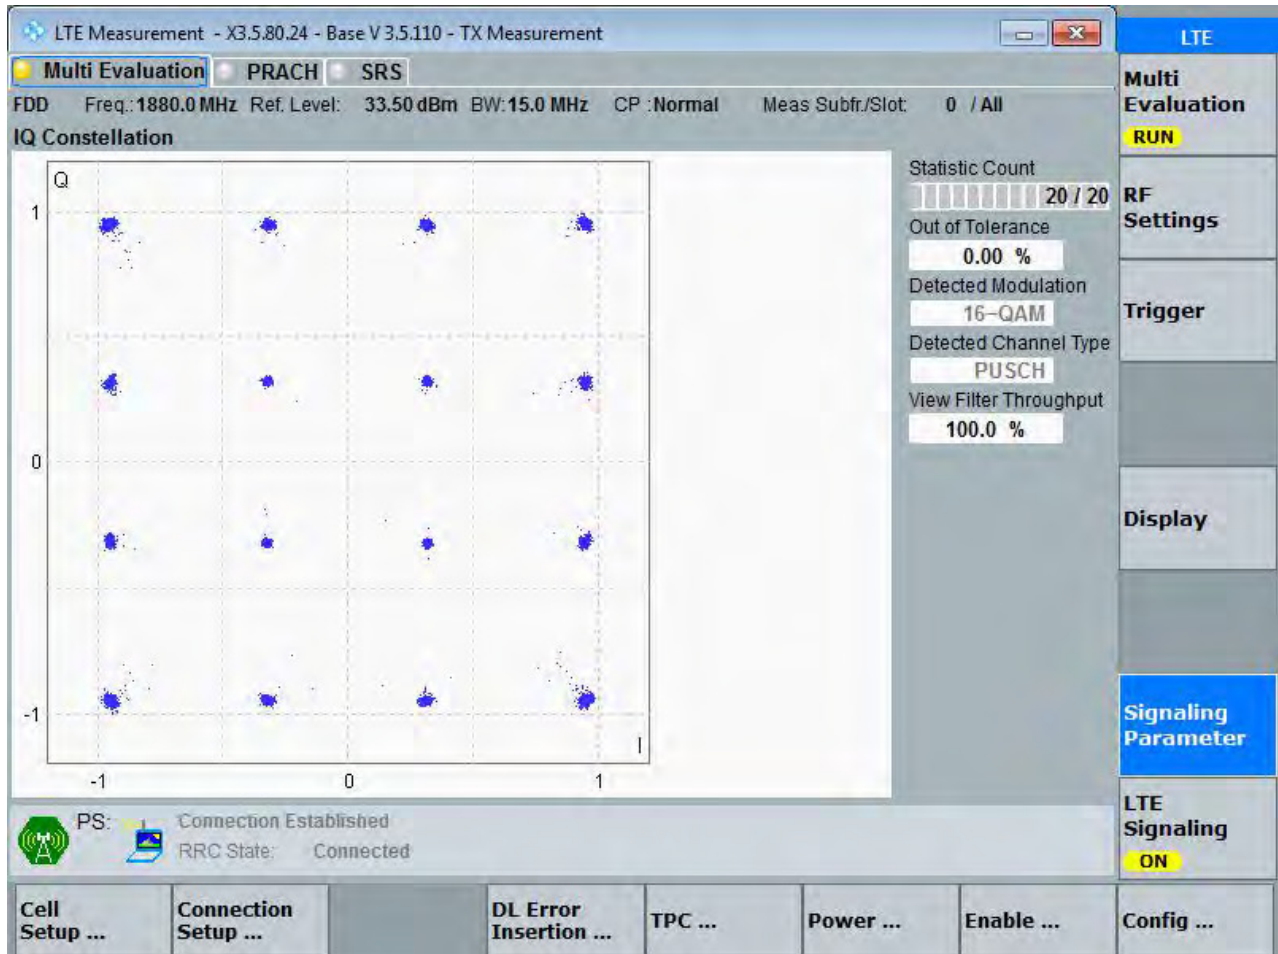 LTE Measurement - X3.5.80.24 - Base V 3.5.110 - TX Measurement
LTE
Multi Evaluation PRACH SRS
FDD Freq.: 1880.0 MHz Ref. Level: 33.50 dBm BW: 15.0 MHz CP : Normal Meas Subfr./Slot: 0 / All
IQ Constellation
Q
1
0
-1
-1 0 1
I
Statistic Count
20 / 20
Out of Tolerance
0.00 %
Detected Modulation
16-QAM
Detected Channel Type
PUSCH
View Filter Throughput
100.0 %
Multi
Evaluation
RUN
RF
Settings
Trigger
Display
Signaling
Parameter
LTE
Signaling
ON
PS: Connection Established
RRC State: Connected
Cell
Setup ...
Connection
Setup ...
DL Error
Insertion ...
TPC ...
Power ...
Enable ...
Config ...